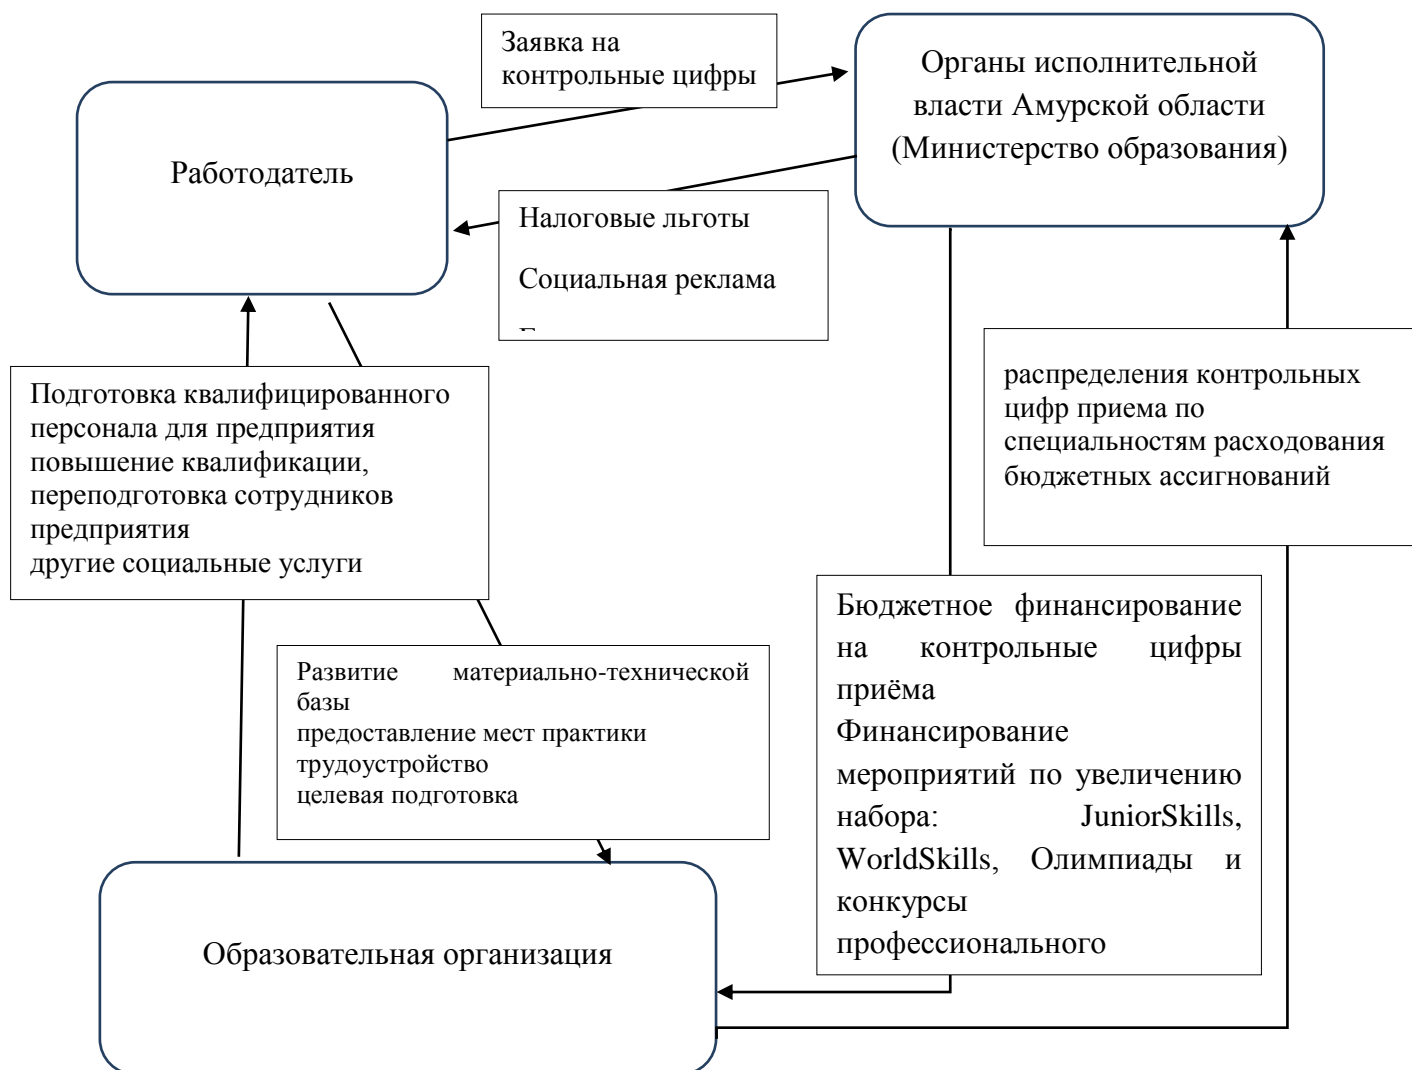 Заявка на
контрольные цифры
Органы исполнительной
власти Амурской области
(Министерство образования)
Работодатель
Налоговые льготы
Социальная реклама
распределения контрольных
цифр приема по
специальностям расходования
бюджетных ассигнований
Подготовка квалифицированного
персонала для предприятия
повышение квалификации,
переподготовка сотрудников
предприятия
другие социальные услуги
Бюджетное финансирование
на контрольные цифры
приёма
Финансирование
мероприятий по увеличению
набора: JuniorSkills,
WorldSkills, Олимпиады и
конкурсы
профессионального
Развитие материально-технической
базы
предоставление мест практики
трудоустройство
целевая подготовка
Образовательная организация